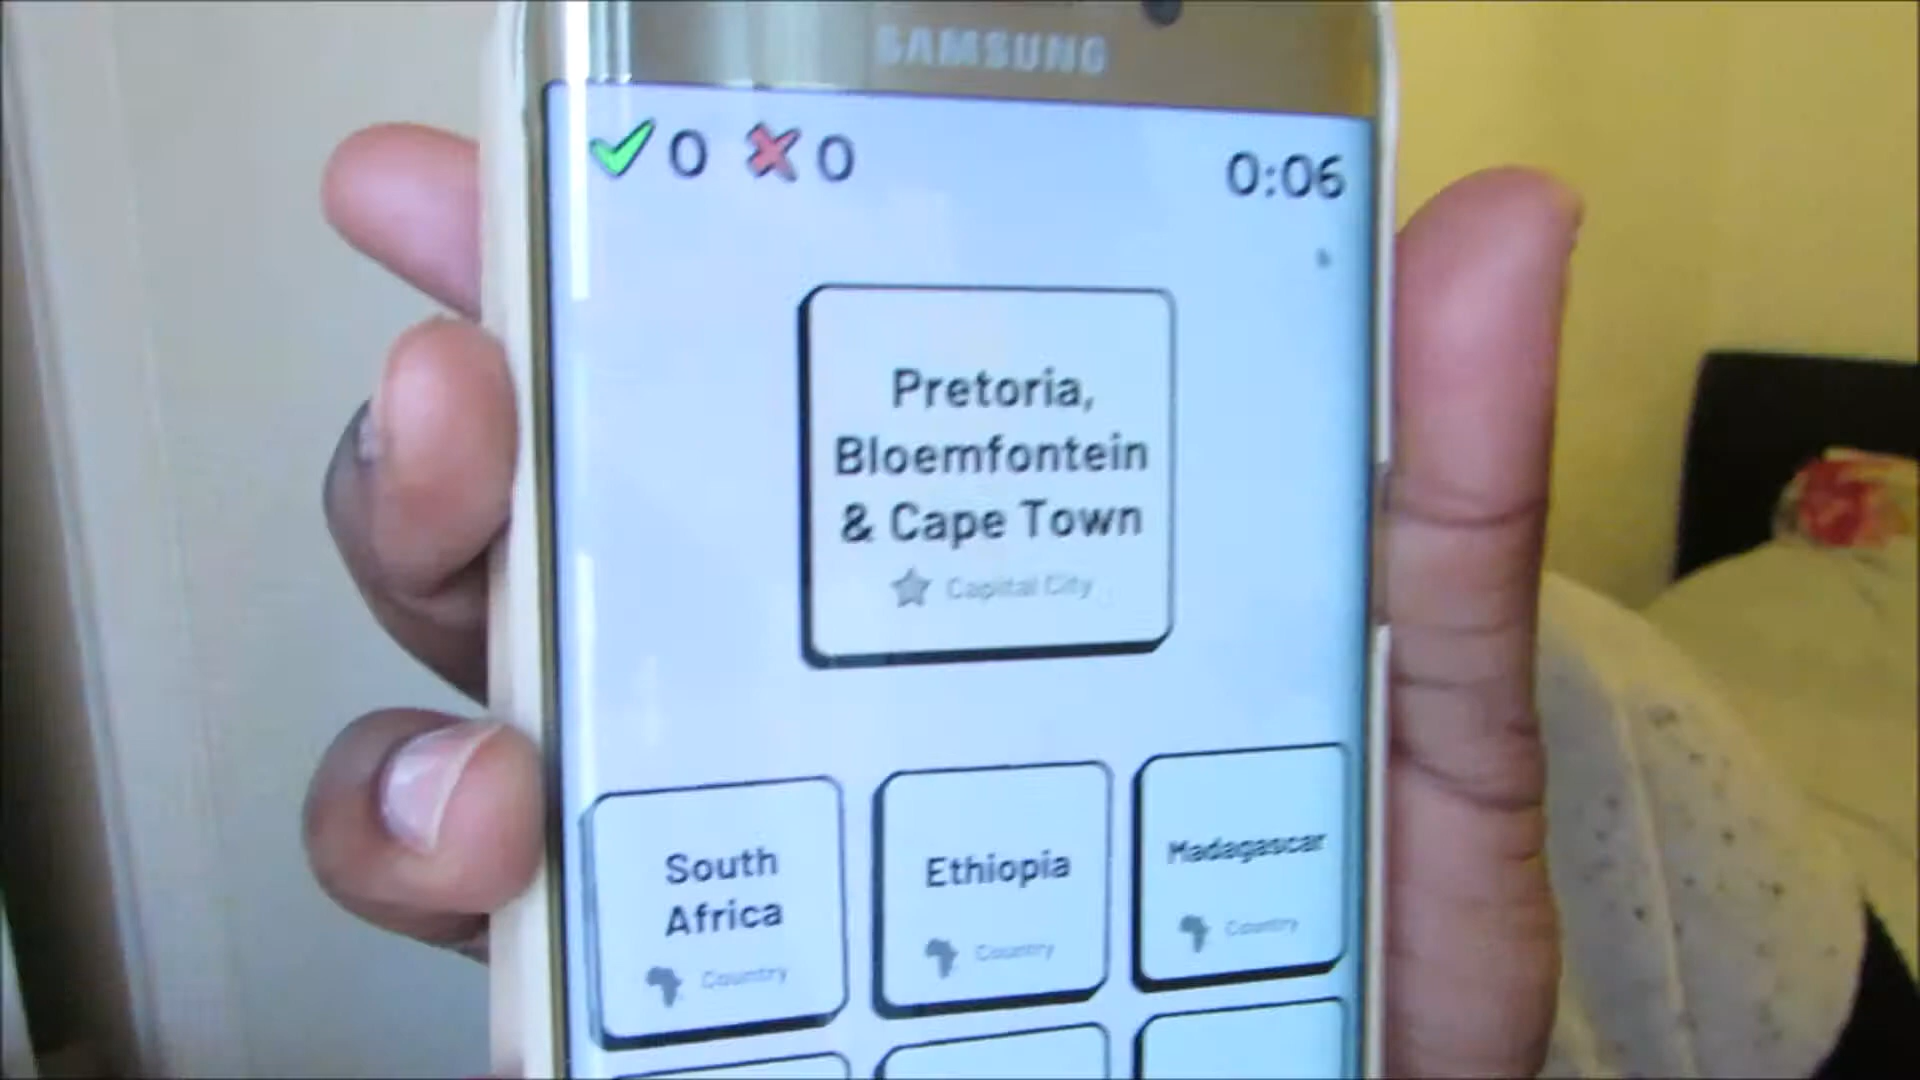 SAMSUNG
0 0 0:06
Pretoria,
Bloemfontein
& Cape Town
Capital City
South
Africa
Country
Ethiopia
Country
Madagascar
Country